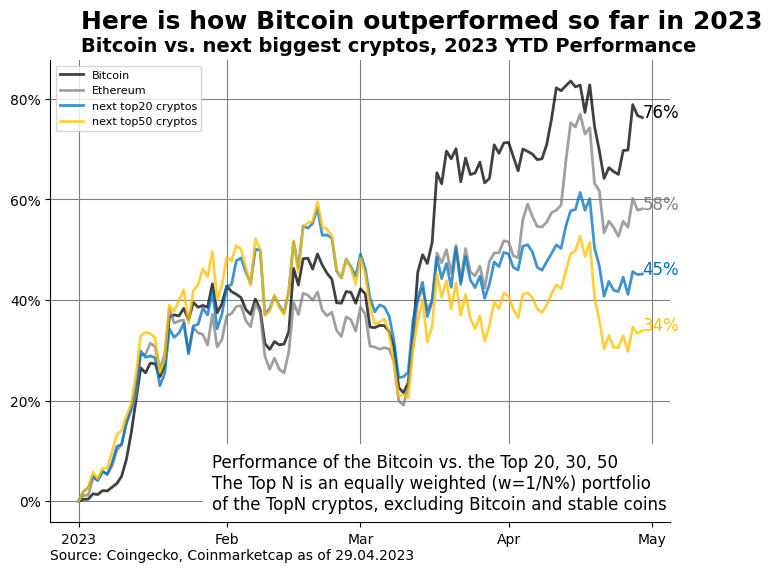 Here is how Bitcoin outperformed so far in 2023
Bitcoin vs. next biggest cryptos, 2023 YTD Performance
Bitcoin
Ethereum
next top20 cryptos
next top50 cryptos
80%
60%
40%
20%
0%
76%
58%
45%
34%
Performance of the Bitcoin vs. the Top 20, 30, 50
The Top N is an equally weighted (w=1/N%) portfolio
of the TopN cryptos, excluding Bitcoin and stable coins
2023 Feb Mar Apr May
Source: Coingecko, Coinmarketcap as of 29.04.2023